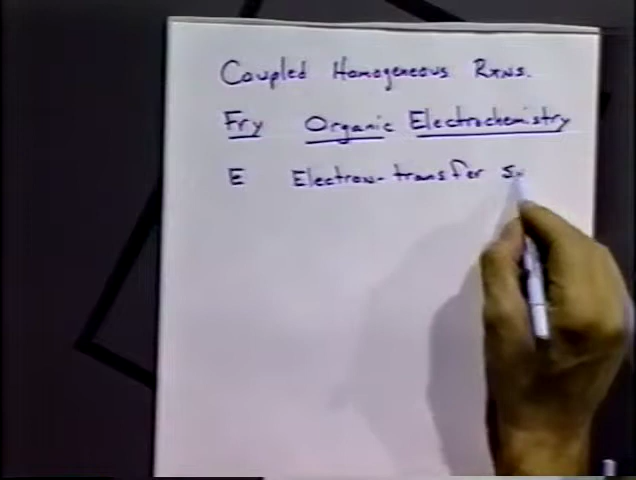 Coupled Homogeneous Rxns.
Fry Organic Electrochemistry
E Electron-transfer